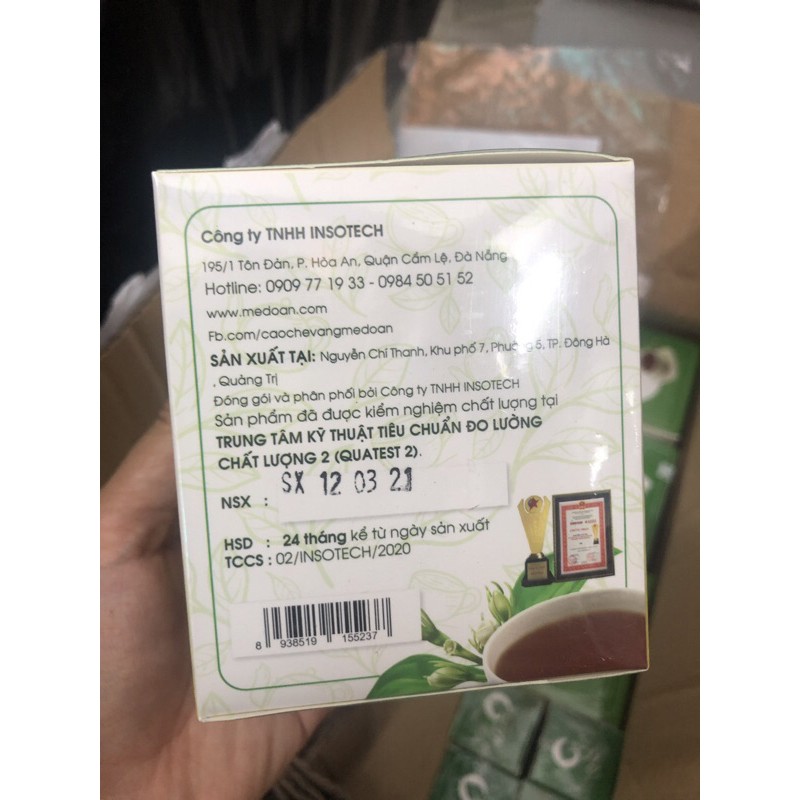 Công ty TNHH INSOTECH
195/1 Tôn Đàn, P. Hòa An, Quận Cẩm Lệ, Đà Nẵng
Hotline: 0909 77 19 33 - 0984 50 51 52
www.medoan.com
Fb.com/caochevangmedoan
SẢN XUẤT TẠI: Nguyễn Chí Thanh, Khu phố 7, Phường 5, TP. Đông Hà
, Quảng Trị
Đóng gói và phân phối bởi Công ty TNHH INSOTECH
Sản phẩm đã được kiểm nghiệm chất lượng tại
TRUNG TÂM KỸ THUẬT TIÊU CHUẨN ĐO LƯỜNG
CHẤT LƯỢNG 2 (QUATEST 2).
NSX : SX 12 03 21
HSD : 24 tháng kể từ ngày sản xuất
TCCS : 02/INSOTECH/2020
8 938519 155237